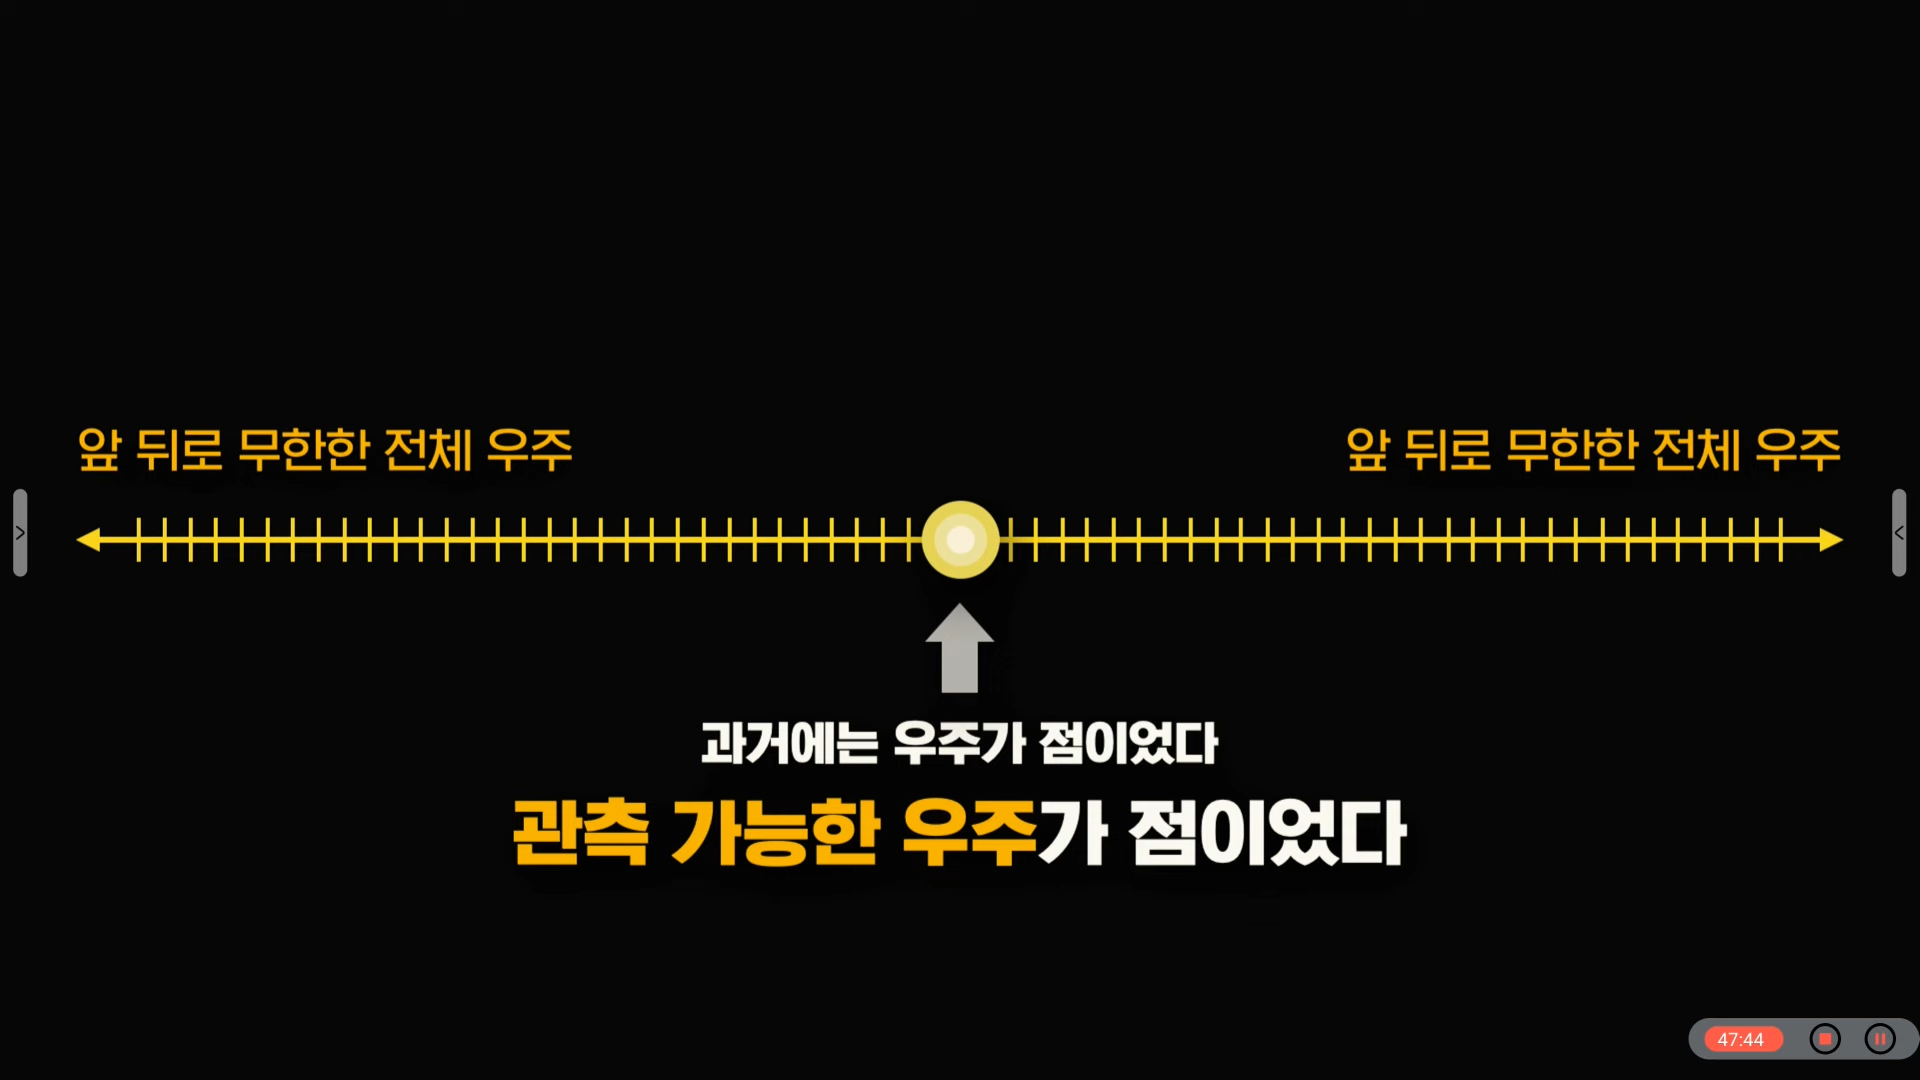 앞 뒤로 무한한 전체 우주
앞 뒤로 무한한 전체 우주
과거에는 우주가 점이었다
관측 가능한 우주가 점이었다
47:44